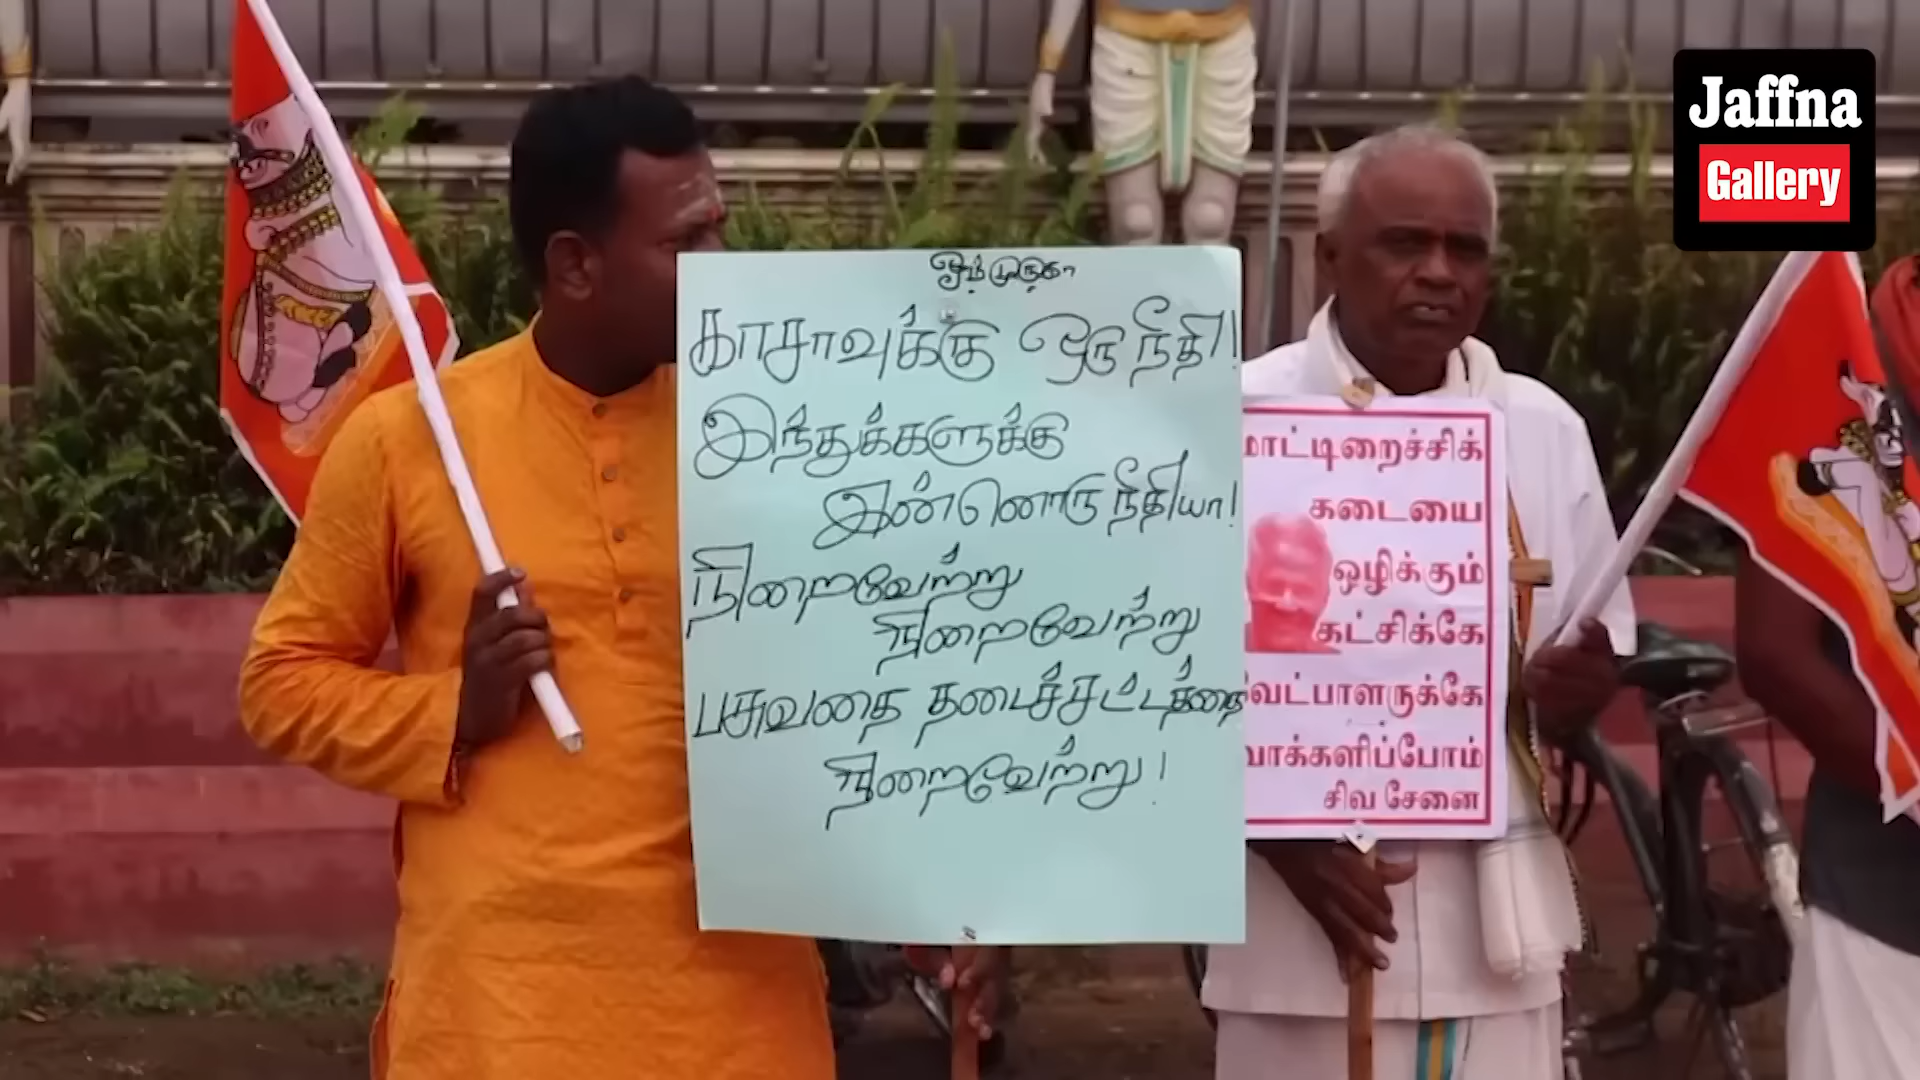 ஓம் முருகா
காசாவுக்கு ஒரு நீதி!
இந்துக்களுக்கு
இன்னொரு நீதியா!
நிறைவேற்று
நிறைவேற்று
பசுவதை தடைச்சட்டத்தை
நிறைவேற்று!
மாட்டிறைச்சிக்
கடையை
ஒழிக்கும்
கட்சிக்கே
வேட்பாளருக்கே
வாக்களிப்போம்
சிவ சேனை
Jaffna
Gallery